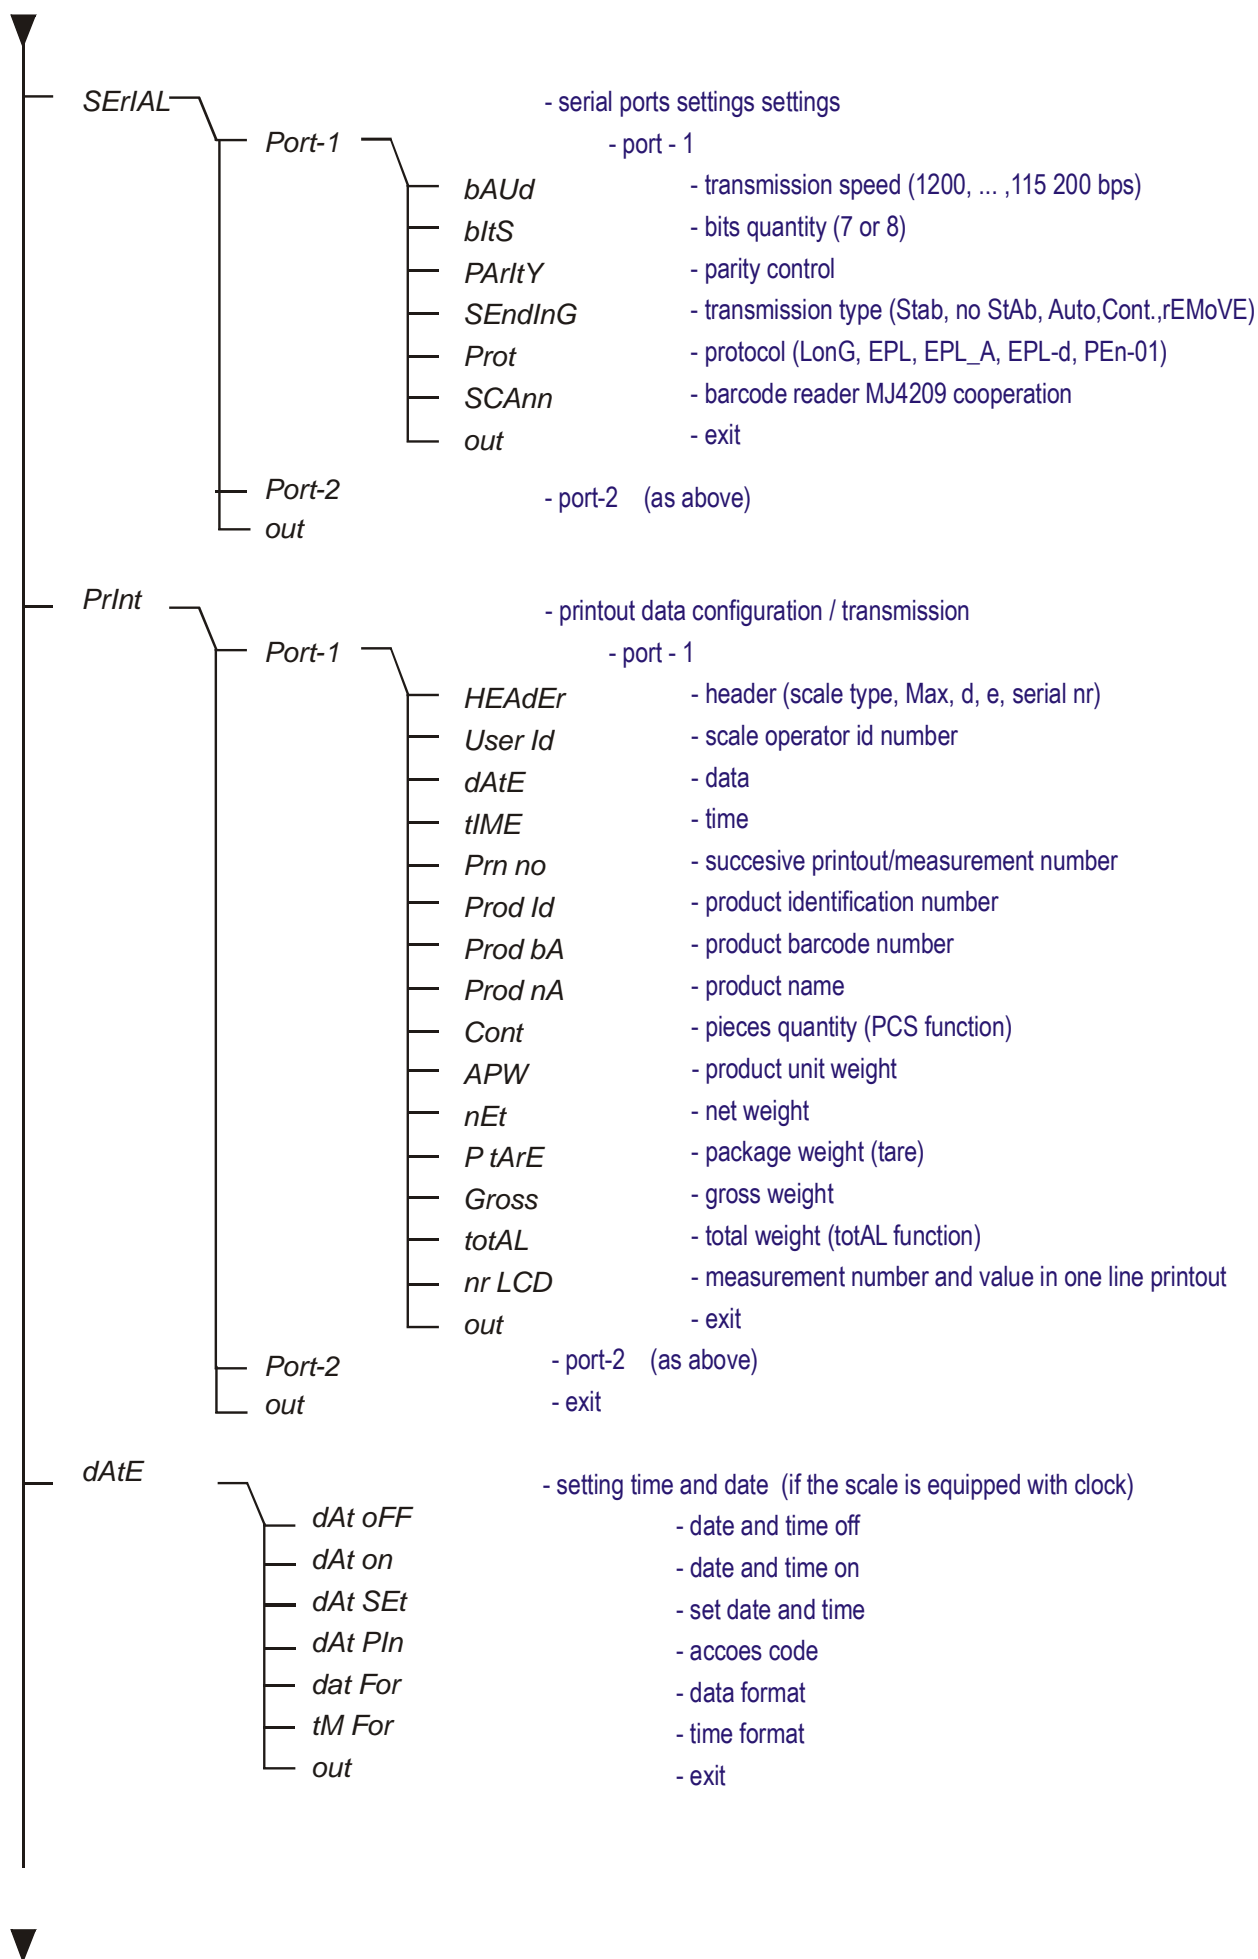 SErIAL - serial ports settings settings
Port-1 - port - 1
bAUd - transmission speed (1200, ... ,115 200 bps)
bItS - bits quantity (7 or 8)
PArItY - parity control
SEndInG - transmission type (Stab, no StAb, Auto,Cont.,rEMoVE)
Prot - protocol (LonG, EPL, EPL_A, EPL-d, PEn-01)
SCAnn - barcode reader MJ4209 cooperation
out - exit
Port-2 - port-2 (as above)
out
PrInt - printout data configuration / transmission
Port-1 - port - 1
HEAdEr - header (scale type, Max, d, e, serial nr)
User Id - scale operator id number
dAtE - data
tIME - time
Prn no - succesive printout/measurement number
Prod Id - product identification number
Prod bA - product barcode number
Prod nA - product name
Cont - pieces quantity (PCS function)
APW - product unit weight
nEt - net weight
P tArE - package weight (tare)
Gross - gross weight
totAL - total weight (totAL function)
nr LCD - measurement number and value in one line printout
out - exit
Port-2 - port-2 (as above)
out - exit
dAtE - setting time and date (if the scale is equipped with clock)
dAt oFF - date and time off
dAt on - date and time on
dAt SEt - set date and time
dAt PIn - accoes code
dat For - data format
tM For - time format
out - exit